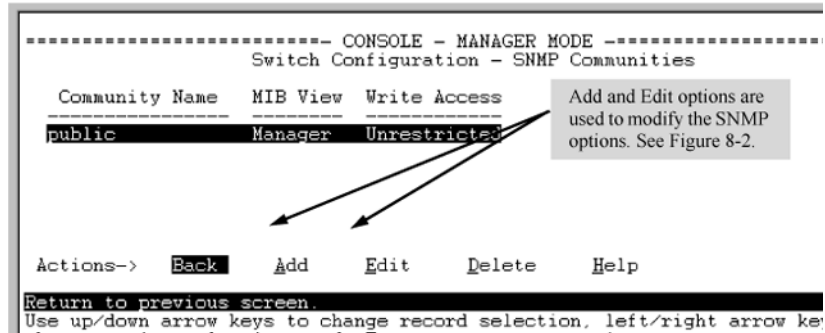 =========================- CONSOLE - MANAGER MODE -=====================
Switch Configuration - SNMP Communities
Community Name MIB View Write Access
---------------- -------- ------------
public Manager Unrestricted
Add and Edit options are
used to modify the SNMP
options. See Figure 8-2.
Actions-> Back Add Edit Delete Help
Return to previous screen.
Use up/down arrow keys to change record selection, left/right arrow